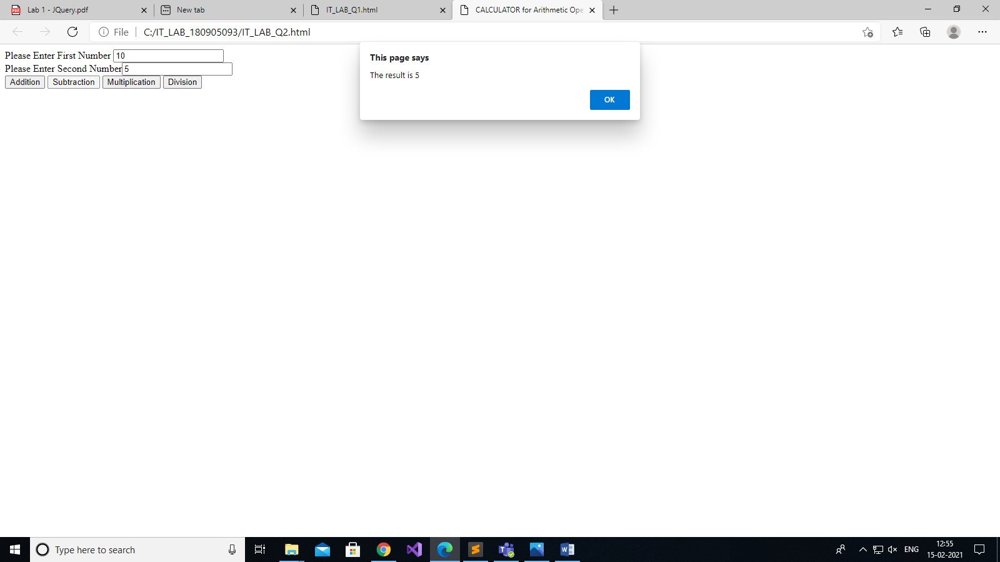 Lab 1 - JQuery.pdf
New tab
IT_LAB_Q1.html
CALCULATOR for Arithmetic Ope
File
C:/IT_LAB_180905093/IT_LAB_Q2.html
This page says
The result is 5
OK
Please Enter First Number 10
Please Enter Second Number 5
Addition Subtraction Multiplication Division
Type here to search
ENG
12:55
15-02-2021